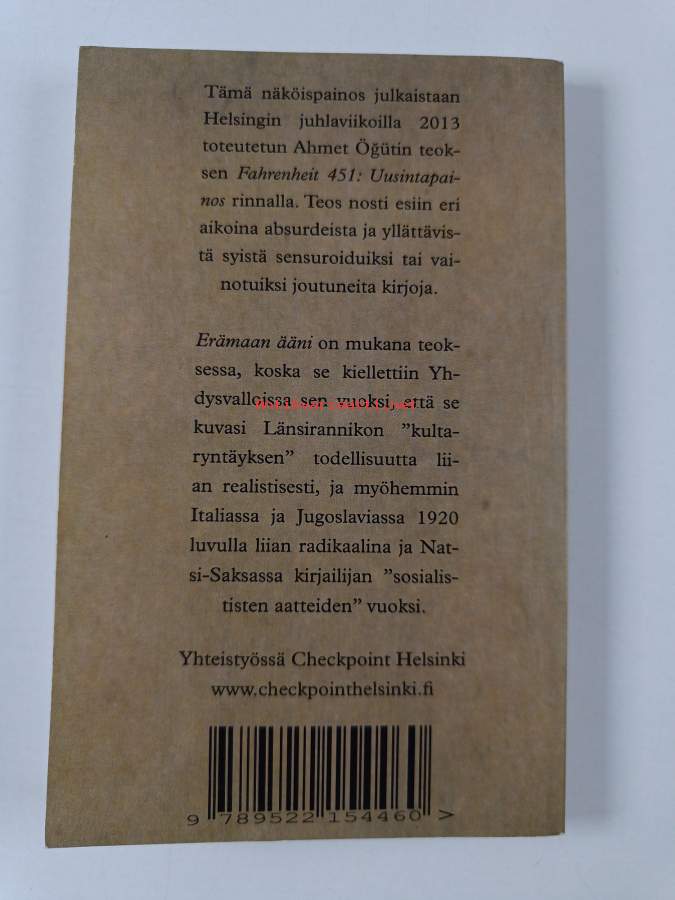 Tämä näköispainos julkaistaan
Helsingin juhlaviikoilla 2013
toteutetun Ahmet Öğütin teok-
sen Fahrenheit 451: Uusintapai-
nos rinnalla. Teos nosti esiin eri
aikoina absurdeista ja yllättävis-
tä syistä sensuroiduiksi tai vai-
notuiksi joutuneita kirjoja.
Erämaan ääni on mukana teok-
sessa, koska se kiellettiin Yh-
dysvalloissa sen vuoksi, että se
kuvasi Länsirannikon ”kulta-
ryntäyksen” todellisuutta lii-
an realistisesti, ja myöhemmin
Italiassa ja Jugoslaviassa 1920
luvulla liian radikaalina ja Nat-
si-Saksassa kirjailijan ”sosialis-
tisten aatteiden” vuoksi.
Yhteistyössä Checkpoint Helsinki
www.checkpointhelsinki.fi
9 789522 154460 >